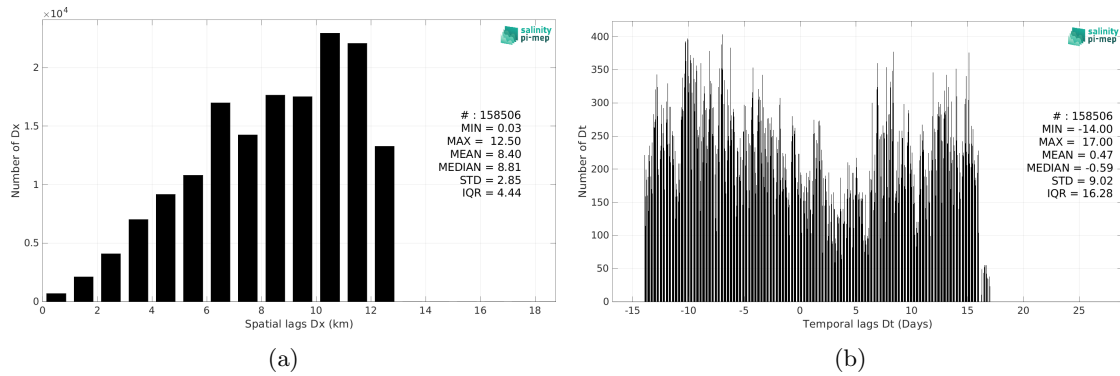 ×10⁴
2
1.5
1
0.5
0
Number of Dx
0 2 4 6 8 10 12 14 16 18
Spatial lags Dx (km)
salinity
pi-mep
# : 158506
MIN = 0.03
MAX = 12.50
MEAN = 8.40
MEDIAN = 8.81
STD = 2.85
IQR = 4.44
(a)
400
350
300
250
200
150
100
50
0
Number of Dt
-15 -10 -5 0 5 10 15 20 25
Temporal lags Dt (Days)
salinity
pi-mep
# : 158506
MIN = -14.00
MAX = 17.00
MEAN = 0.47
MEDIAN = -0.59
STD = 9.02
IQR = 16.28
(b)